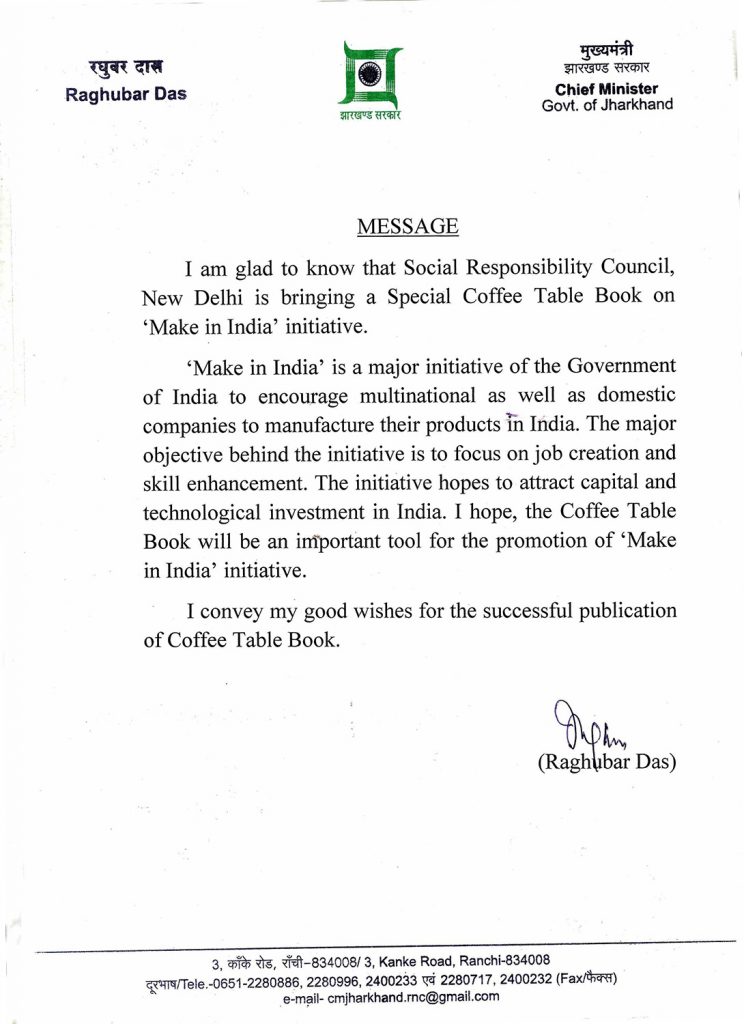 रघुबर दास
Raghubar Das
झारखण्ड सरकार
मुख्यमंत्री
झारखण्ड सरकार
Chief Minister
Govt. of Jharkhand
MESSAGE
I am glad to know that Social Responsibility Council,
New Delhi is bringing a Special Coffee Table Book on
‘Make in India’ initiative.
‘Make in India’ is a major initiative of the Government
of India to encourage multinational as well as domestic
companies to manufacture their products in India. The major
objective behind the initiative is to focus on job creation and
skill enhancement. The initiative hopes to attract capital and
technological investment in India. I hope, the Coffee Table
Book will be an important tool for the promotion of ‘Make
in India’ initiative.
I convey my good wishes for the successful publication
of Coffee Table Book.
(Raghubar Das)
3, काँके रोड, राँची–834008/ 3, Kanke Road, Ranchi-834008
दूरभाष/Tele.-0651-2280886, 2280996, 2400233 एवं 2280717, 2400232 (Fax/फैक्स)
e-mail- cmjharkhand.rnc@gmail.com